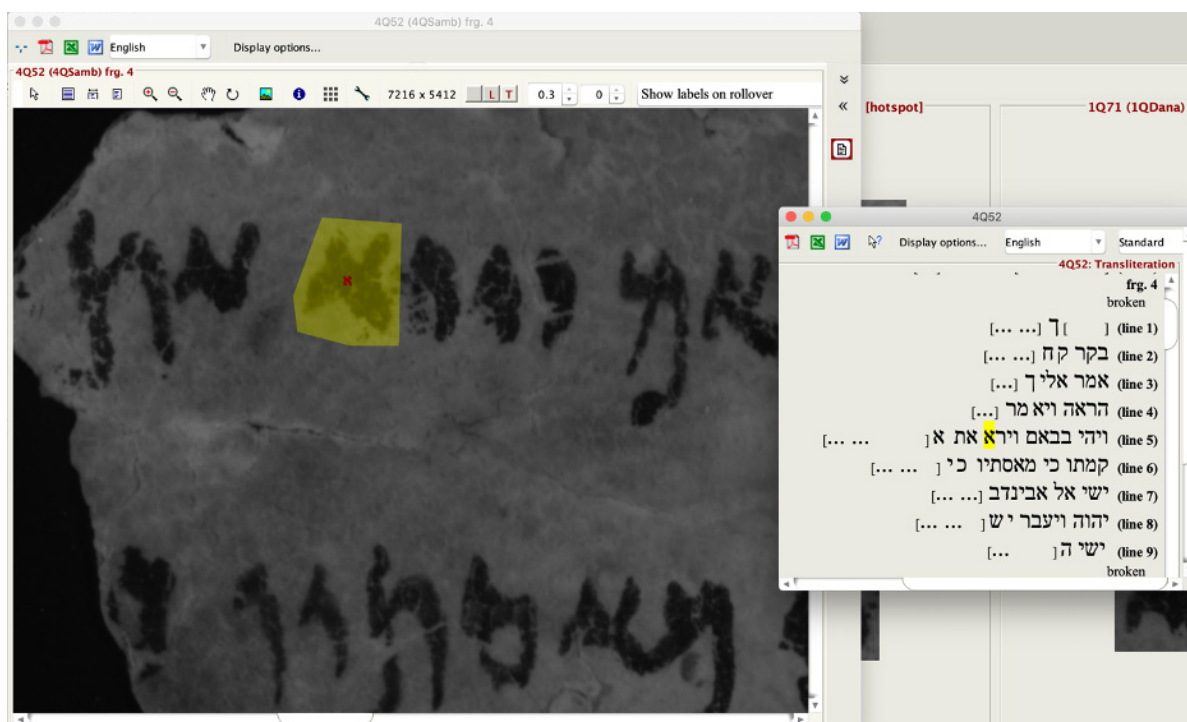 4Q52 (4QSamb) frg. 4
English
Display options...
4Q52 (4QSamb) frg. 4
7216 x 5412
L T
0.3
0
Show labels on rollover
[hotspot]
1Q71 (1QDana)
א
4Q52
Display options...
English
Standard
4Q52: Transliteration
frg. 4
broken
(line 1) [ ] ך [... ...]
(line 2) בקר קח [... ...]
(line 3) אמר אליך [...]
(line 4) הראה ויאמר [...]
(line 5) ויהי בבאם וירא את א[ ... ...]
(line 6) קמתו כי מאסתיו כי [ ... ...]
(line 7) ישי אל אבינדב [... ...]
(line 8) יהוה ויעבר יש[ ... ...]
(line 9) ישי ה[ ...]
broken